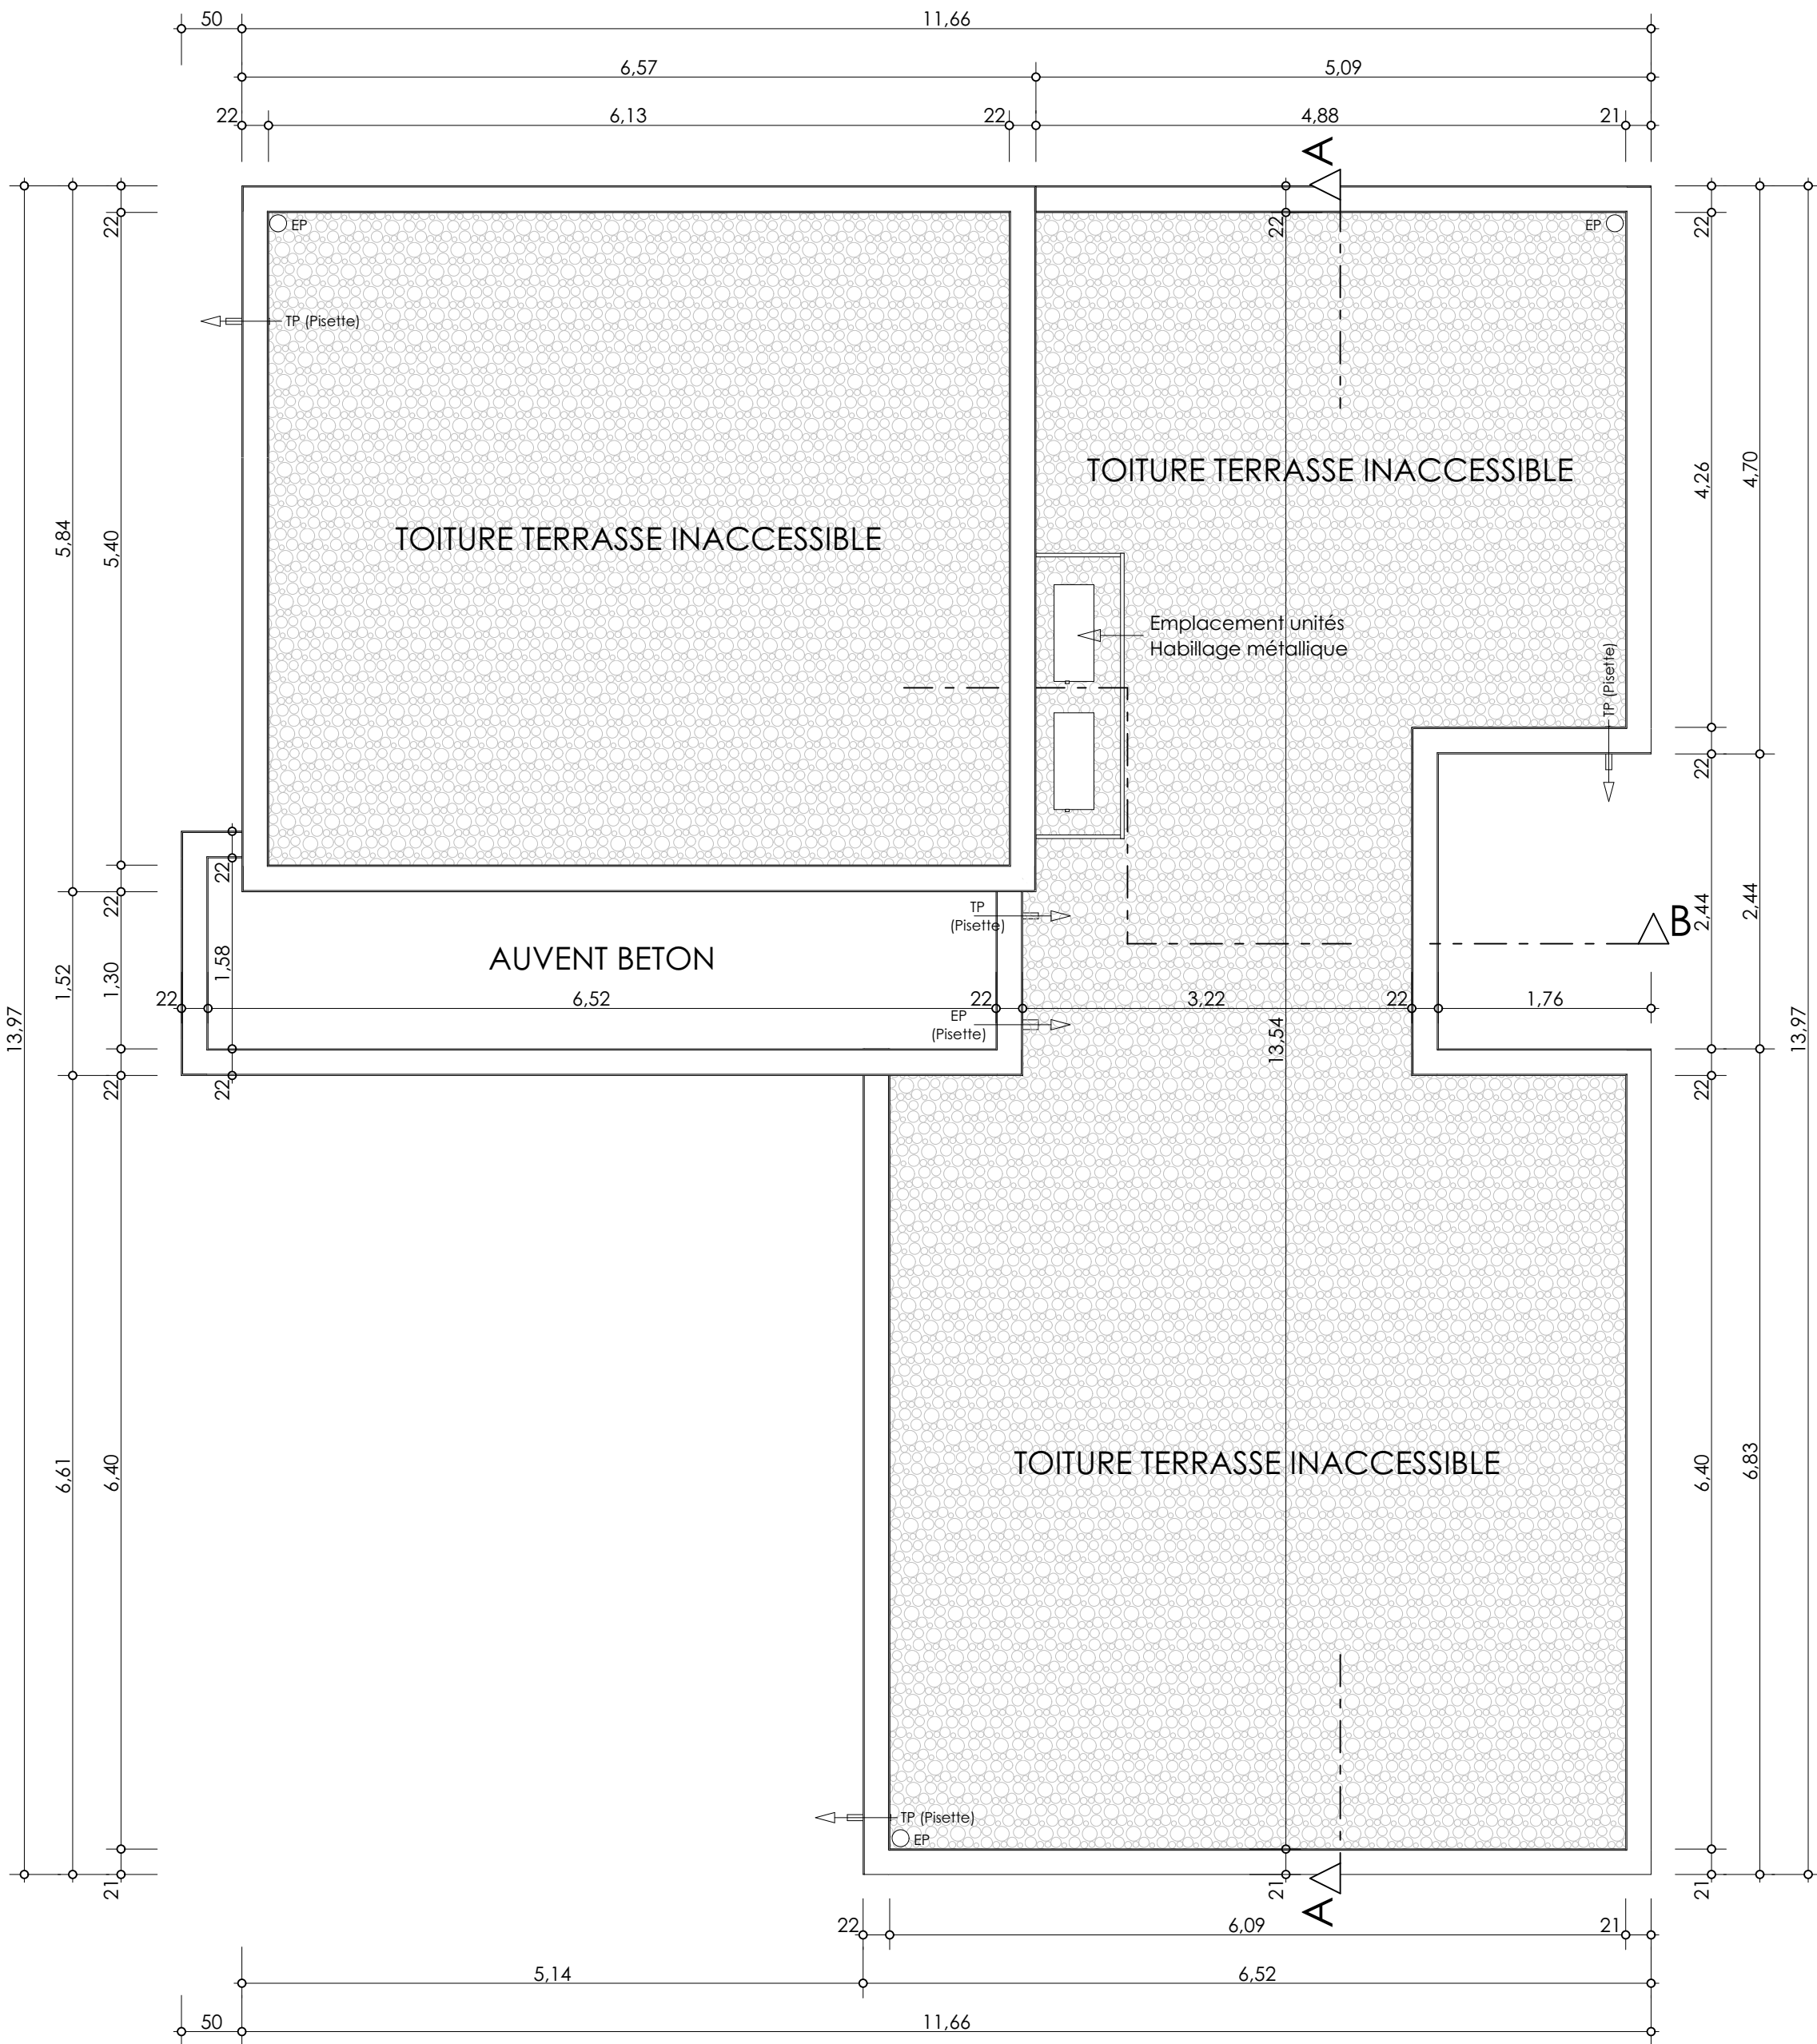 50
11,66
6,57
5,09
22
6,13
22
4,88
21
A
22
22
22
EP
EP
TP (Pisette)
TOITURE TERRASSE INACCESSIBLE
4,26
4,70
5,84
5,40
TOITURE TERRASSE INACCESSIBLE
Emplacement unités
Habillage métallique
TP (Pisette)
22
22
22
TP
(Pisette)
2,44
2,44
B
AUVENT BETON
1,52
1,30
1,58
22
6,52
22
3,22
22
1,76
EP
(Pisette)
13,97
13,54
13,97
22
22
22
6,61
6,40
TOITURE TERRASSE INACCESSIBLE
6,40
6,83
TP (Pisette)
EP
21
21
A
21
22
6,09
21
5,14
6,52
50
11,66